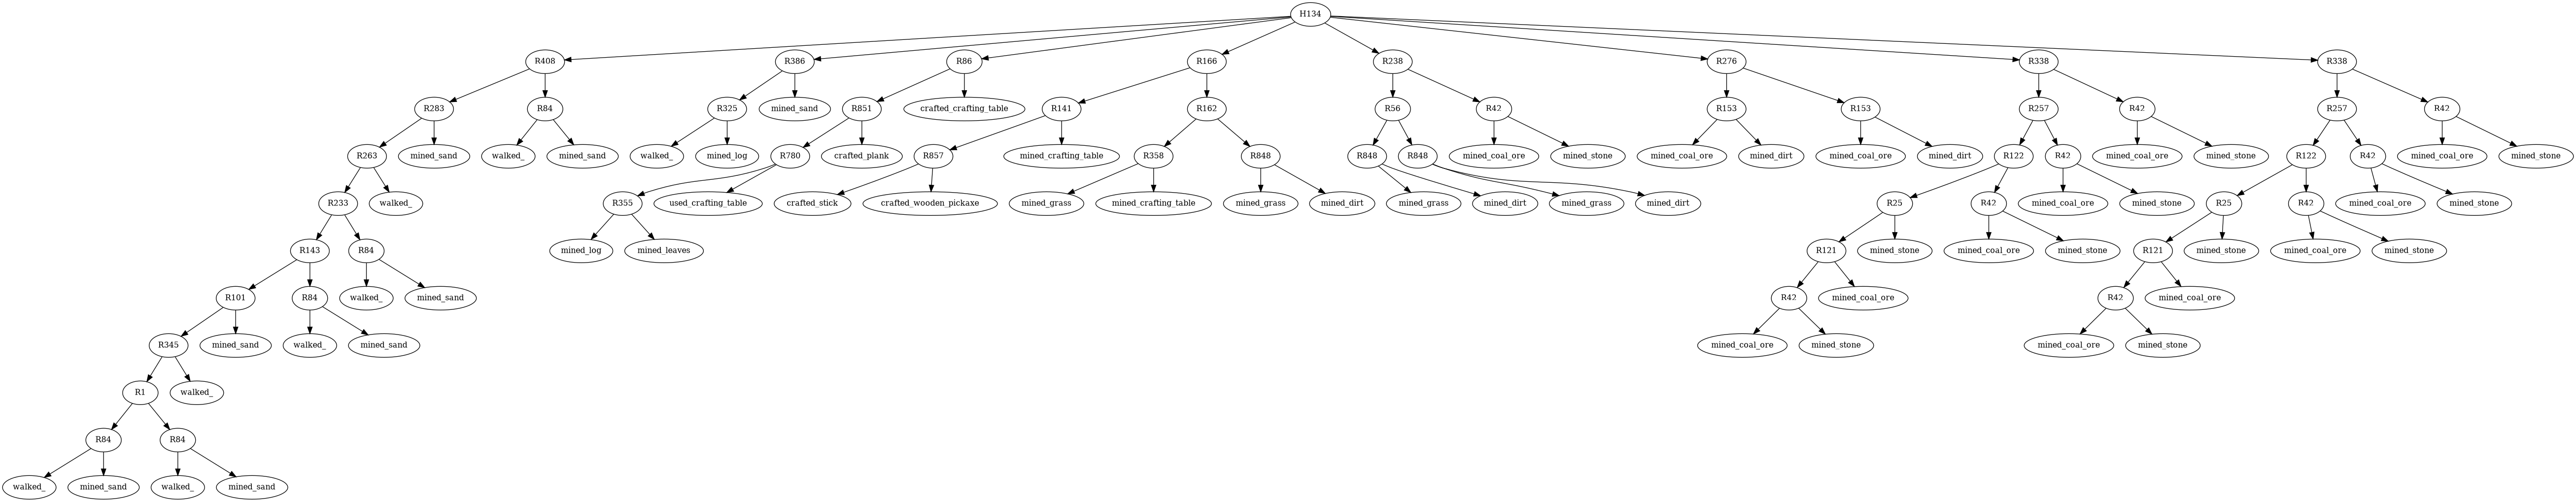 H134
R408 R386 R86 R166 R238 R276 R338 R338
R283 R84 R325 mined_sand R851 crafted_crafting_table R141 R162 R56 R42 R153 R153 R257 R42 R257 R42
R263 mined_sand walked_ mined_sand walked_ mined_log R780 crafted_plank R857 mined_crafting_table R358 R848 R848 R848 mined_coal_ore mined_stone mined_coal_ore mined_dirt mined_coal_ore mined_dirt R122 R42 mined_coal_ore mined_stone R122 R42 mined_coal_ore mined_stone
R233 walked_ R355 used_crafting_table crafted_stick crafted_wooden_pickaxe mined_grass mined_crafting_table mined_grass mined_dirt mined_grass mined_dirt mined_grass mined_dirt R25 R42 mined_coal_ore mined_stone R25 R42 mined_coal_ore mined_stone
R143 R84 mined_log mined_leaves R121 mined_stone mined_coal_ore mined_stone R121 mined_stone mined_coal_ore mined_stone
R101 R84 walked_ mined_sand R42 mined_coal_ore R42 mined_coal_ore
R345 mined_sand walked_ mined_sand mined_coal_ore mined_stone mined_coal_ore mined_stone
R1 walked_
R84 R84
walked_ mined_sand walked_ mined_sand